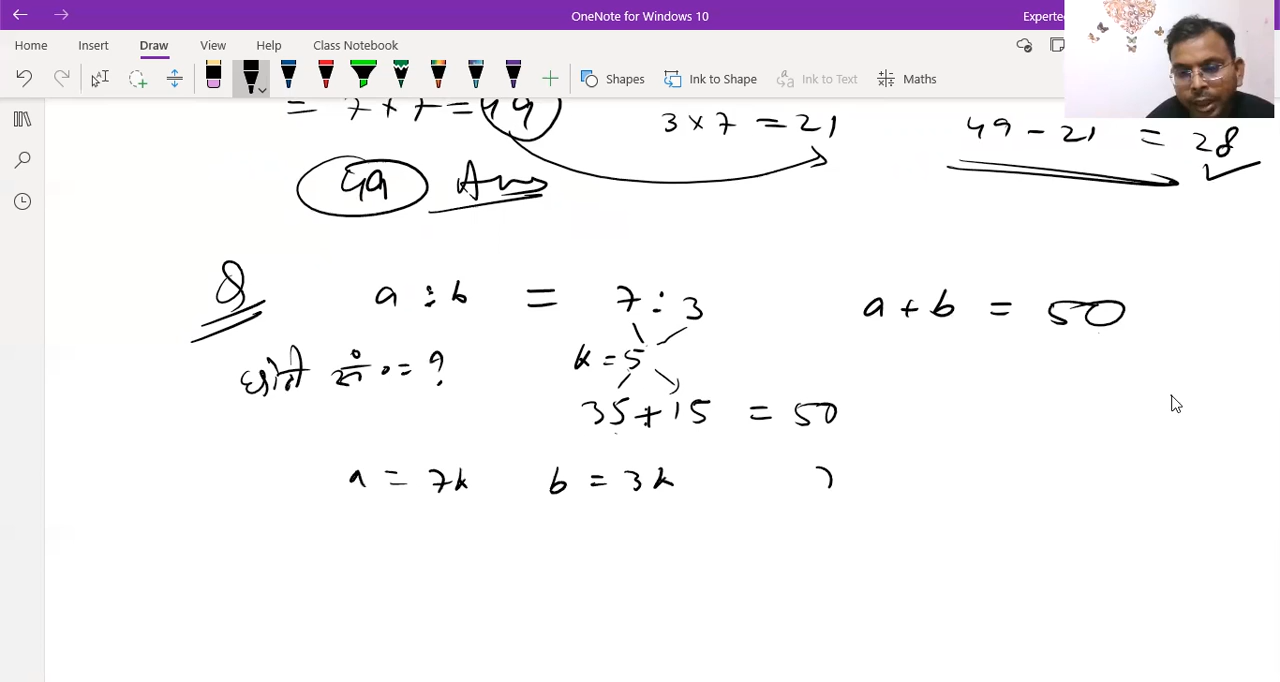 OneNote for Windows 10
Experte
Home Insert Draw View Help Class Notebook
Shapes Ink to Shape Ink to Text Maths
= 7 × 7 = 49
3 × 7 = 21
49 - 21 = 28
49 Ans
Q a : b = 7 : 3 a + b = 50
छोटी सं० = ? k = 5
35 + 15 = 50
a = 7k b = 3k